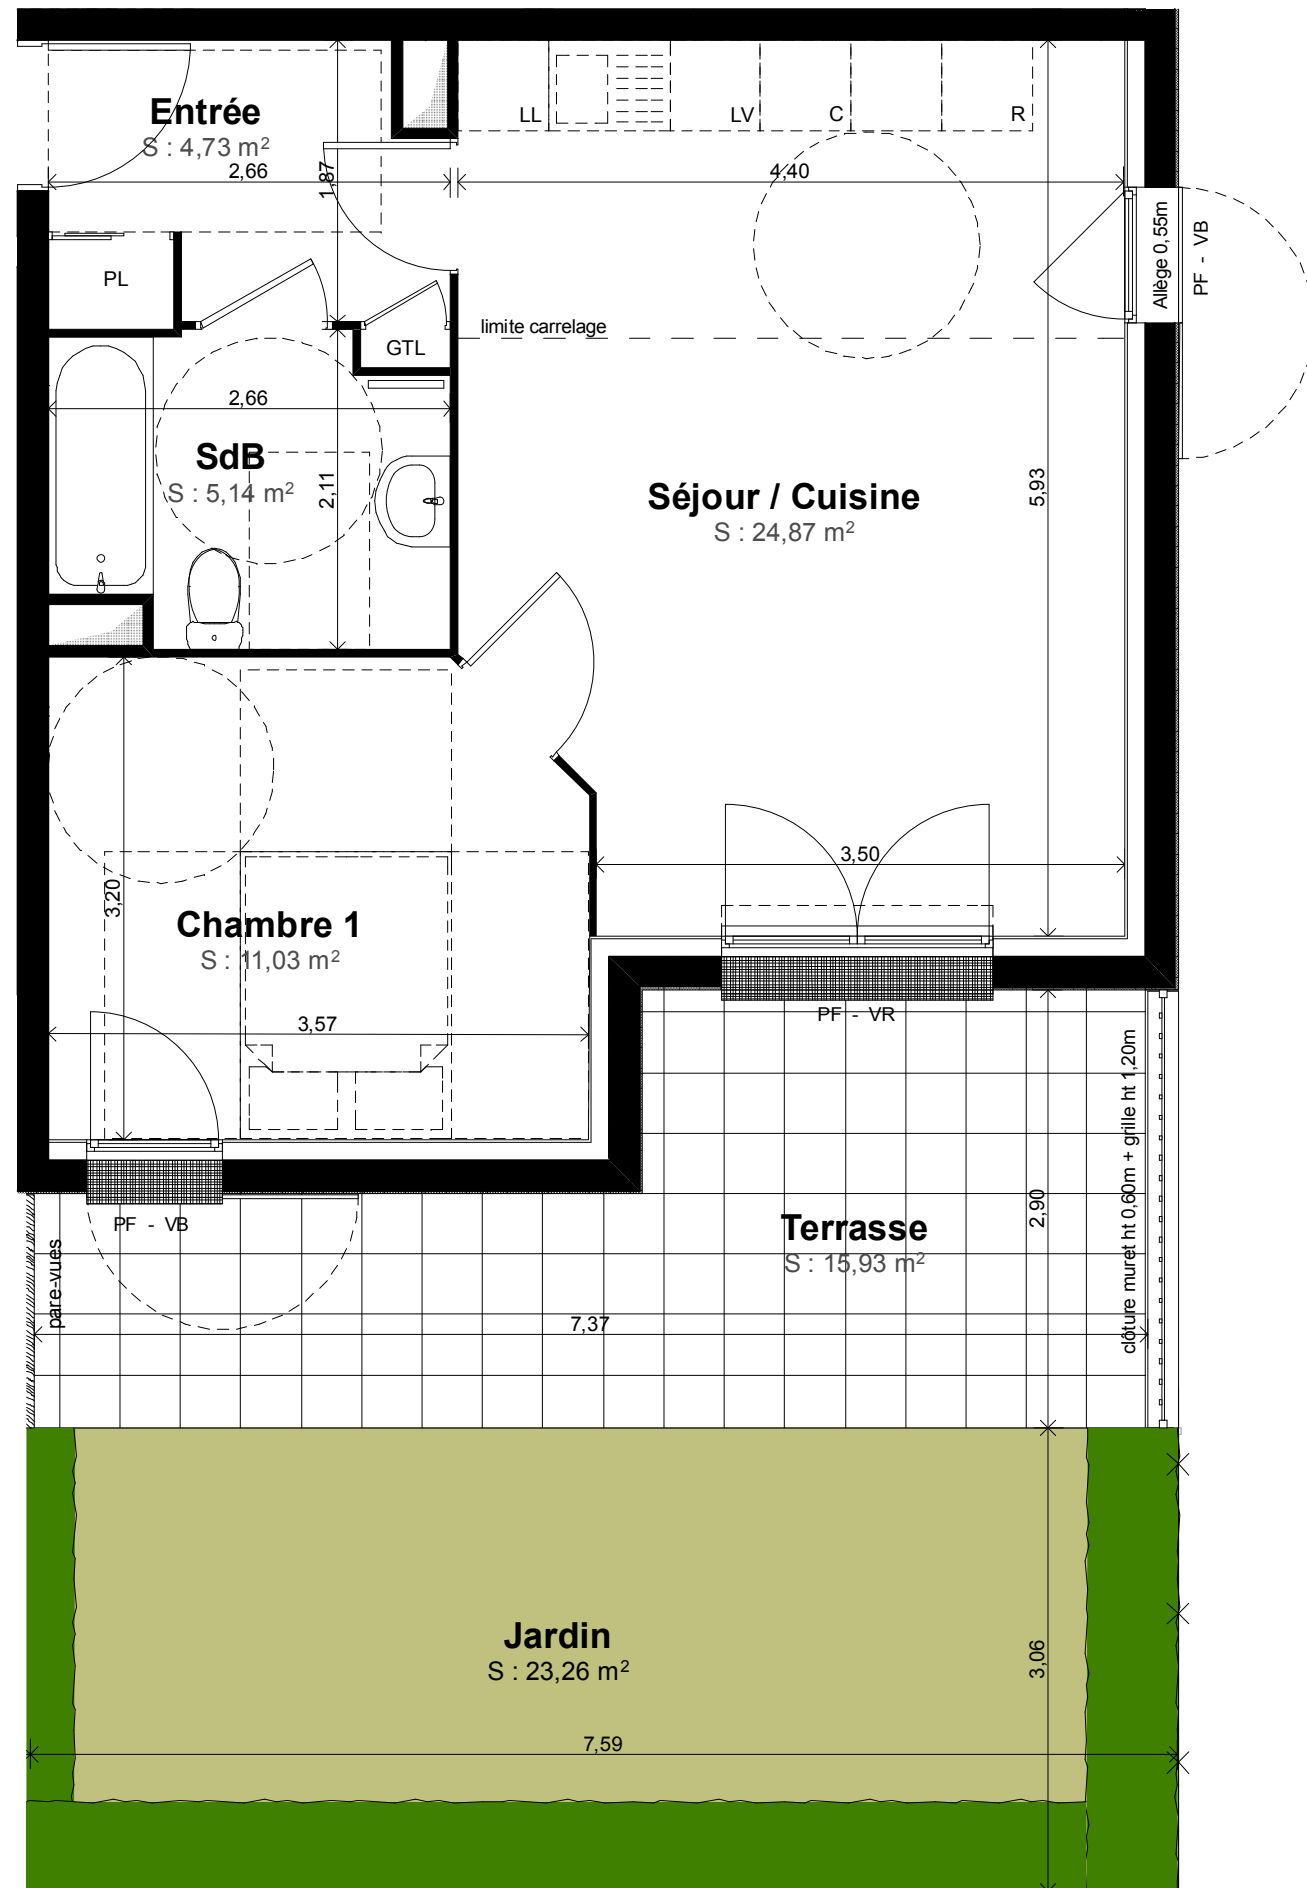 Entrée
S : 4,73 m²
2,66
1,87
LL
LV
C
R
4,40
PL
GTL
limite carrelage
Allège 0,55m
PF - VB
2,66
SdB
S : 5,14 m²
2,11
Séjour / Cuisine
S : 24,87 m²
5,93
3,50
3,20
Chambre 1
S : 11,03 m²
3,57
PF - VR
PF - VB
pare-vues
Terrasse
S : 15,93 m²
2,90
clôture muret ht 0,60m + grille ht 1,20m
7,37
Jardin
S : 23,26 m²
3,06
7,59